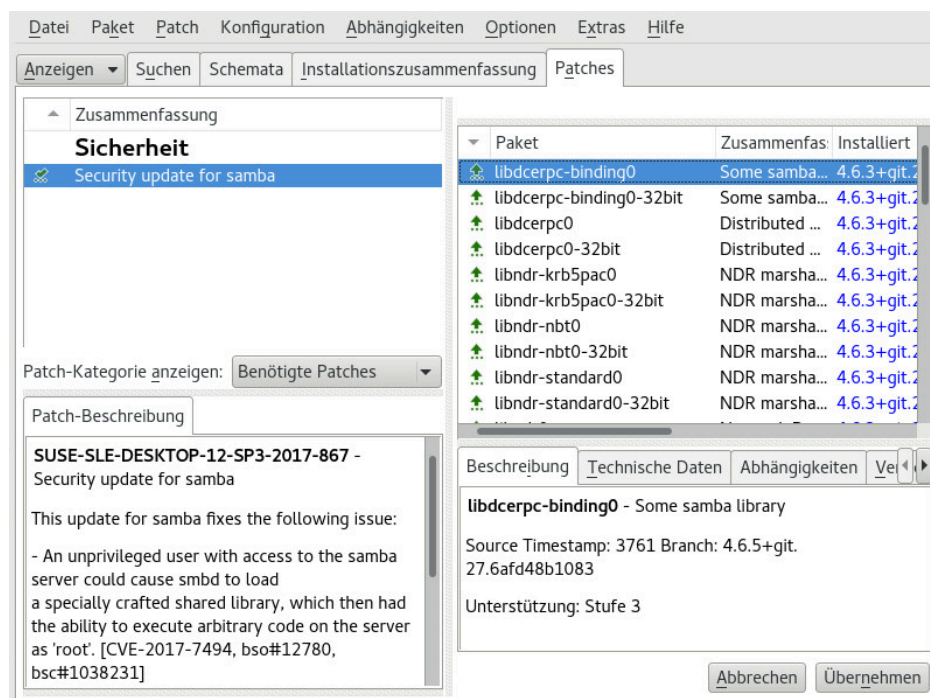 Datei Paket Patch Konfiguration Abhängigkeiten Optionen Extras Hilfe
Anzeigen Suchen Schemata Installationszusammenfassung Patches
Zusammenfassung
Sicherheit
Security update for samba
Patch-Kategorie anzeigen: Benötigte Patches
Patch-Beschreibung
SUSE-SLE-DESKTOP-12-SP3-2017-867 -
Security update for samba
This update for samba fixes the following issue:
- An unprivileged user with access to the samba
server could cause smbd to load
a specially crafted shared library, which then had
the ability to execute arbitrary code on the server
as 'root'. [CVE-2017-7494, bso#12780,
bsc#1038231]
Paket Zusammenfas Installiert
libdcerpc-binding0 Some samba... 4.6.3+git.2
libdcerpc-binding0-32bit Some samba... 4.6.3+git.2
libdcerpc0 Distributed ... 4.6.3+git.2
libdcerpc0-32bit Distributed ... 4.6.3+git.2
libndr-krb5pac0 NDR marsha... 4.6.3+git.2
libndr-krb5pac0-32bit NDR marsha... 4.6.3+git.2
libndr-nbt0 NDR marsha... 4.6.3+git.2
libndr-nbt0-32bit NDR marsha... 4.6.3+git.2
libndr-standard0 NDR marsha... 4.6.3+git.2
libndr-standard0-32bit NDR marsha... 4.6.3+git.2
Beschreibung Technische Daten Abhängigkeiten
libdcerpc-binding0 - Some samba library
Source Timestamp: 3761 Branch: 4.6.5+git.
27.6afd48b1083
Unterstützung: Stufe 3
Abbrechen Übernehmen